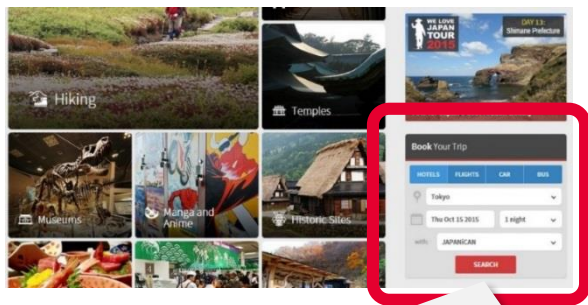 WE LOVE
JAPAN
TOUR
2015
DAY 13:
Shimane Prefecture
Hiking
Temples
Book Your Trip
HOTELS FLIGHTS CAR BUS
Tokyo
Thu Oct 15 2015 1 night
Museums
Manga and
Anime
Historic Sites
with: JAPANiCAN
SEARCH